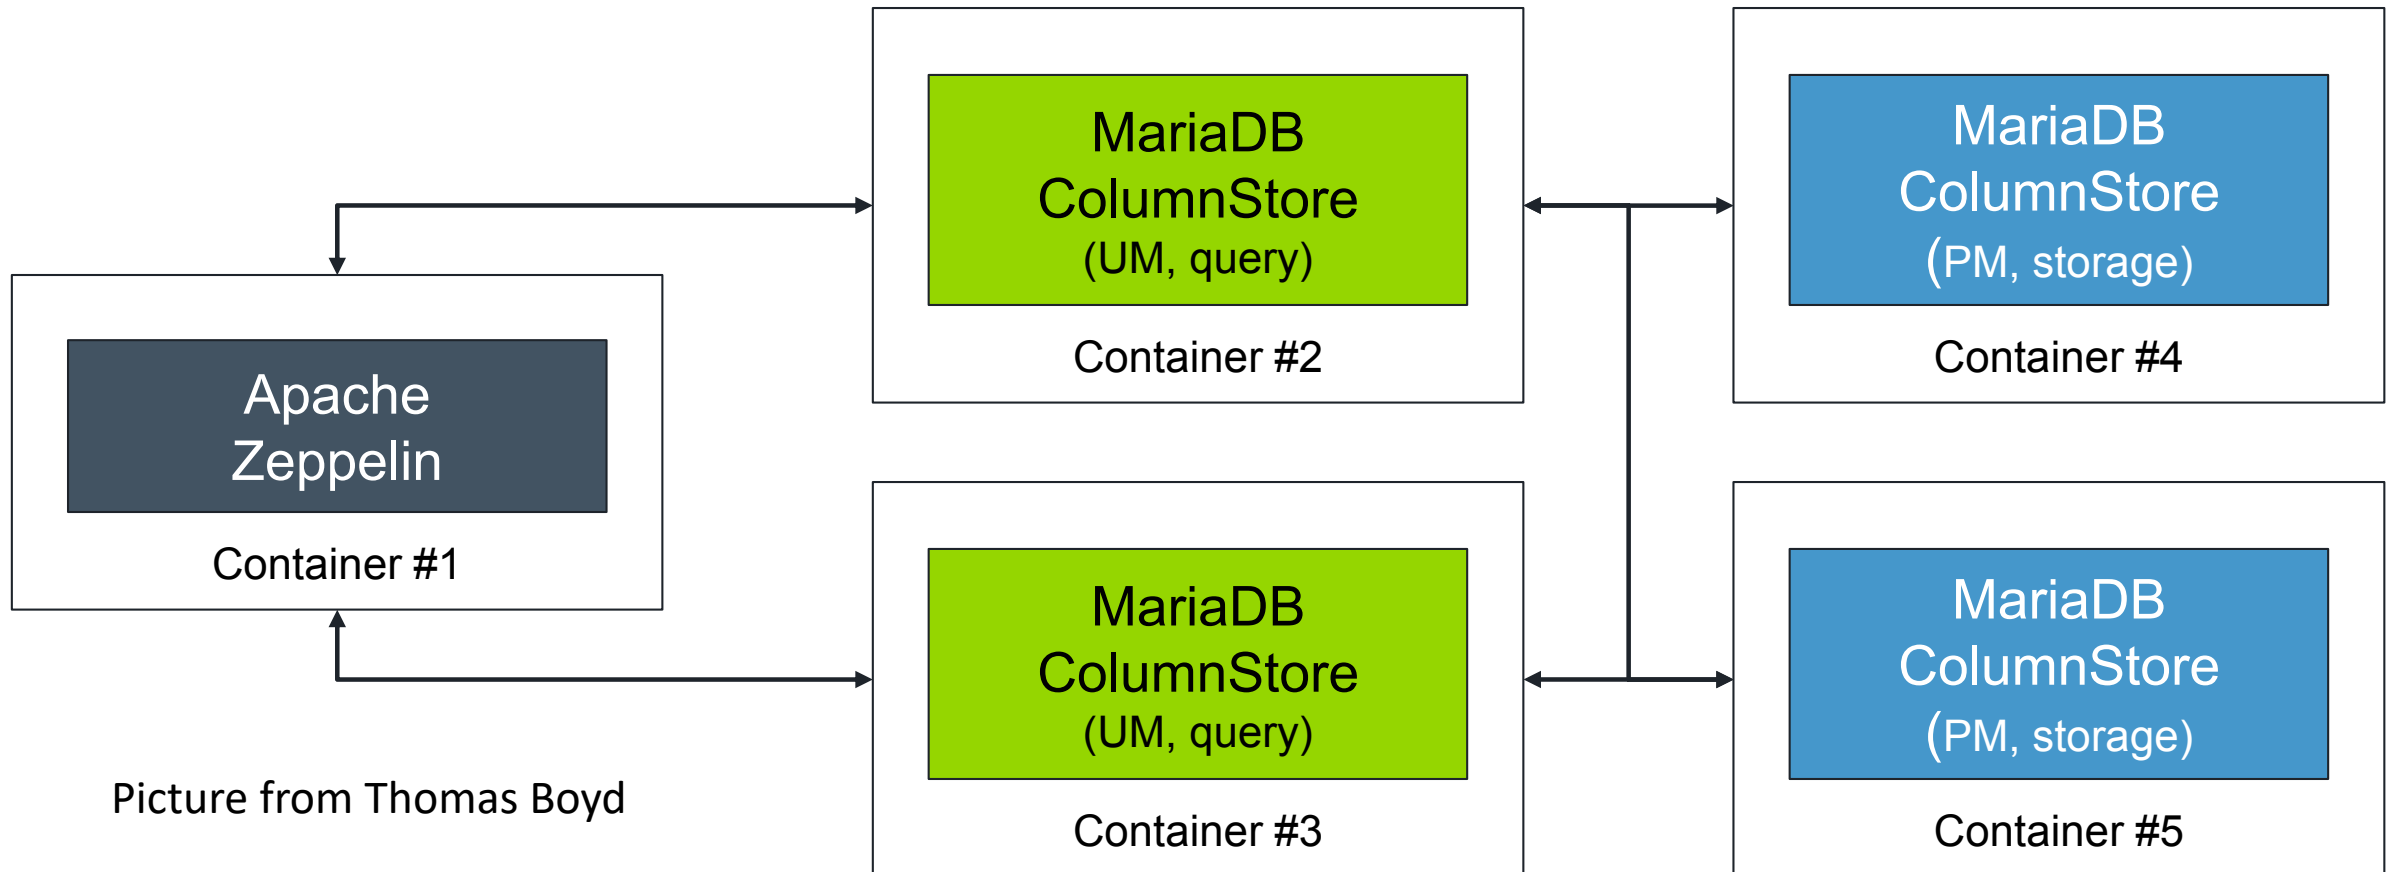 MariaDB
ColumnStore
(UM, query)
Container #2
MariaDB
ColumnStore
(PM, storage)
Container #4
Apache
Zeppelin
Container #1
MariaDB
ColumnStore
(UM, query)
Container #3
MariaDB
ColumnStore
(PM, storage)
Container #5
Picture from Thomas Boyd